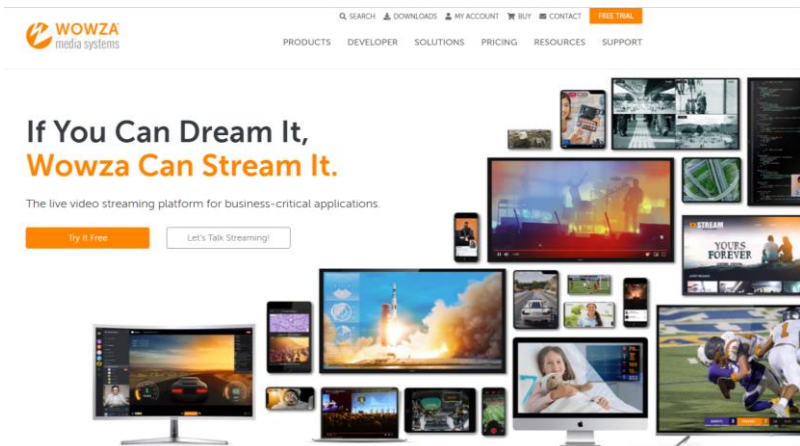 SEARCH DOWNLOADS MY ACCOUNT BUY CONTACT FREE TRIAL
WOWZA
media systems
PRODUCTS DEVELOPER SOLUTIONS PRICING RESOURCES SUPPORT
If You Can Dream It,
Wowza Can Stream It.
The live video streaming platform for business-critical applications.
Try It Free Let's Talk Streaming!
STREAM
YOURS
FOREVER